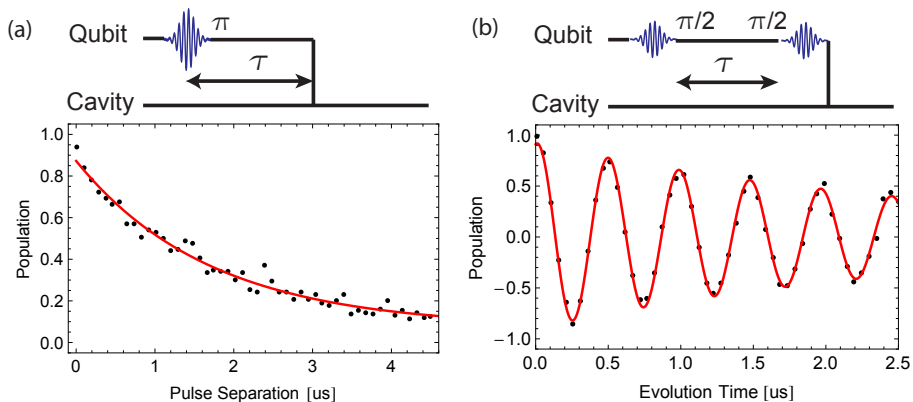 (a)
Qubit
π
τ
Cavity
1.0
0.8
0.6
0.4
0.2
0.0
Population
0
1
2
3
4
Pulse Separation [us]
(b)
Qubit
π/2
π/2
τ
Cavity
1.0
0.5
0.0
−0.5
−1.0
Population
0.0
0.5
1.0
1.5
2.0
2.5
Evolution Time [us]